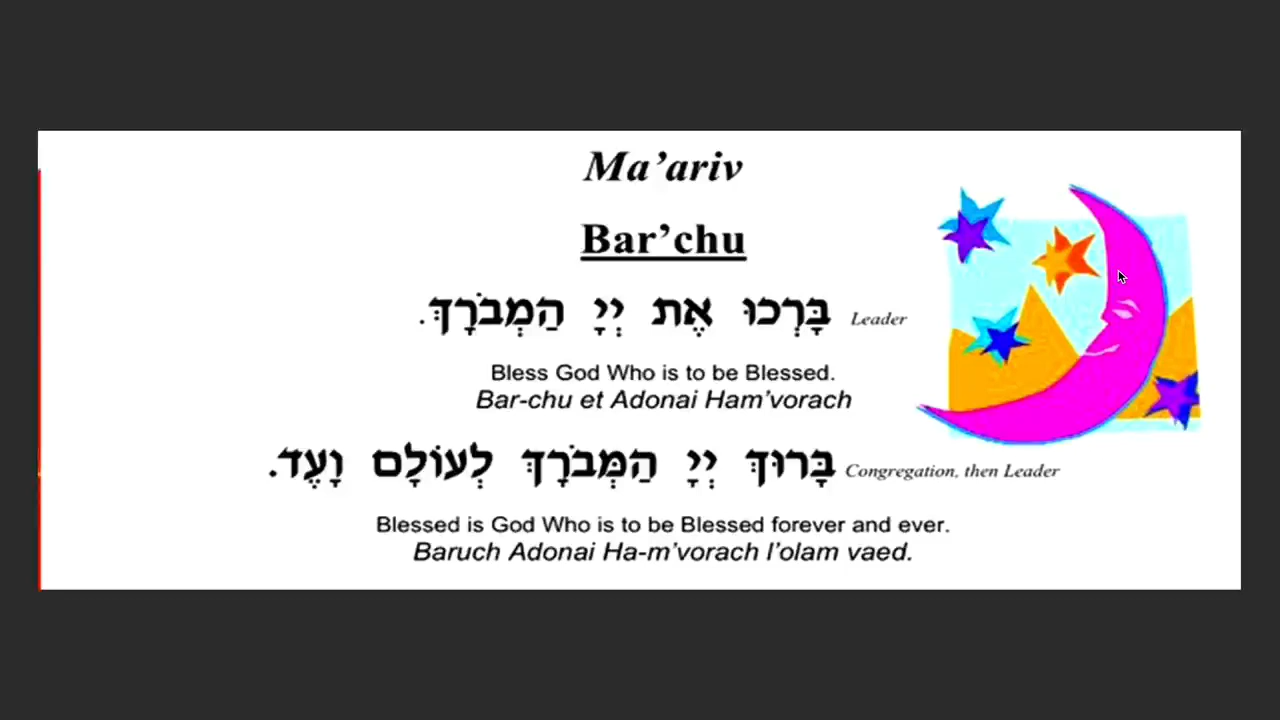 Ma’ariv
Bar’chu
בָּרְכוּ אֶת יְיָ הַמְבֹרָךְ. Leader
Bless God Who is to be Blessed.
Bar-chu et Adonai Ham’vorach
בָּרוּךְ יְיָ הַמְּבֹרָךְ לְעוֹלָם וָעֶד. Congregation, then Leader
Blessed is God Who is to be Blessed forever and ever.
Baruch Adonai Ha-m’vorach l’olam vaed.